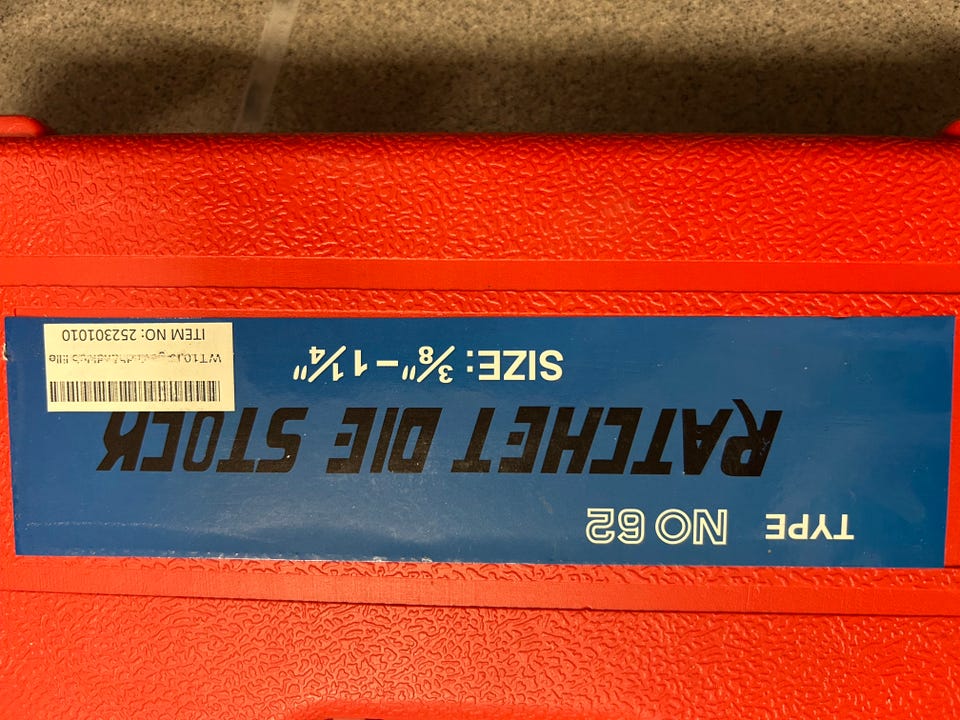 TYPE NO 62
RATCHET DIE STOCK
SIZE: 3/8" – 1 1/4"
ITEM NO: 252301010